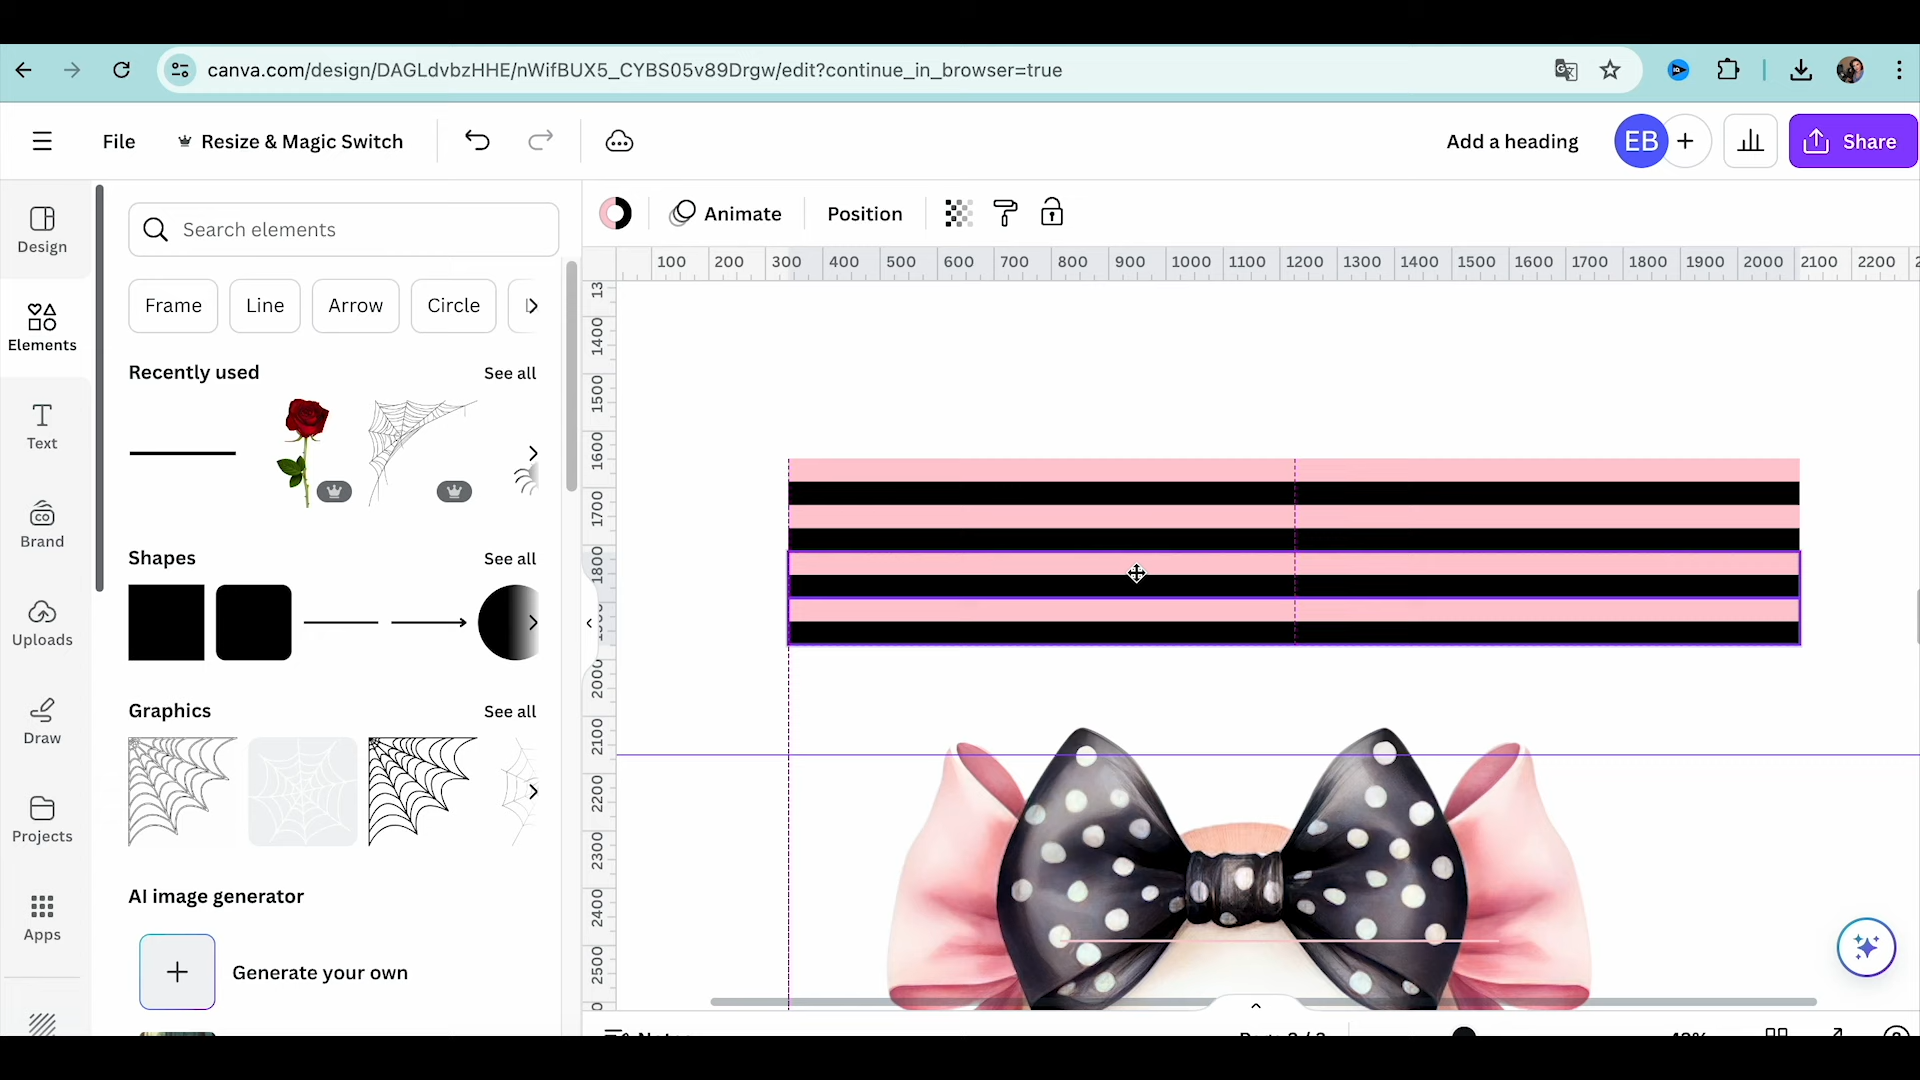 canva.com/design/DAGLdvbzHHE/nWifBUX5_CYBS05v89Drgw/edit?continue_in_browser=true
File Resize & Magic Switch Add a heading EB + Share
Animate Position
Search elements
Design
Elements
Text
Brand
Uploads
Draw
Projects
Apps
Frame Line Arrow Circle
Recently used See all
Shapes See all
Graphics See all
AI image generator
Generate your own
100 200 300 400 500 600 700 800 900 1000 1100 1200 1300 1400 1500 1600 1700 1800 1900 2000 2100 2200
1400
1500
1600
1700
1800
2000
2100
2200
2300
2400
2500